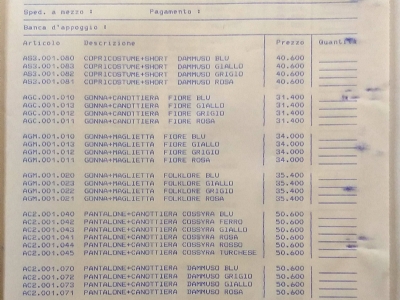 Sped. a mezzo : Pagamento :
Banca d'appoggio :
Articolo Descrizione Prezzo Quantita
AS3.001.080 COPRICOSTUME+SHORT DAMMUSO BLU 40.600
AS3.001.083 COPRICOSTUME+SHORT DAMMUSO GIALLO 40.600
AS3.001.082 COPRICOSTUME+SHORT DAMMUSO GRIGIO 40.600
AS3.001.081 COPRICOSTUME+SHORT DAMMUSO ROSA 40.600
AGC.001.010 GONNA+CANOTTIERA FIORE BLU 31.400
AGC.001.013 GONNA+CANOTTIERA FIORE GIALLO 31.400
AGC.001.012 GONNA+CANOTTIERA FIORE GRIGIO 31.400
AGC.001.011 GONNA+CANOTTIERA FIORE ROSA 31.400
AGM.001.010 GONNA+MAGLIETTA FIORE BLU 34.000
AGM.001.013 GONNA+MAGLIETTA FIORE GIALLO 34.000
AGM.001.012 GONNA+MAGLIETTA FIORE GRIGIO 34.000
AGM.001.011 GONNA+MAGLIETTA FIORE ROSA 34.000
AGM.001.020 GONNA+MAGLIETTA FOLKLORE BLU 35.400
AGM.001.023 GONNA+MAGLIETTA FOLKLORE GIALLO 35.400
AGM.001.022 GONNA+MAGLIETTA FOLKLORE GRIGIO 35.400
AGM.001.021 GONNA+MAGLIETTA FOLKLORE ROSA 35.400
AC2.001.040 PANTALONE+CANOTTIERA COSSYRA BLU 50.600
AC2.001.042 PANTALONE+CANOTTIERA COSSYRA FERRO 50.600
AC2.001.043 PANTALONE+CANOTTIERA COSSYRA GIALLO 50.600
AC2.001.041 PANTALONE+CANOTTIERA COSSYRA ROSA 50.600
AC2.001.044 PANTALONE+CANOTTIERA COSSYRA ROSSO 50.600
AC2.001.045 PANTALONE+CANOTTIERA COSSYRA TURCHESE 50.600
AC2.001.070 PANTALONE+CANOTTIERA DAMMUSO BLU 50.600
AC2.001.072 PANTALONE+CANOTTIERA DAMMUSO GRIGIO 50.600
AC2.001.073 PANTALONE+CANOTTIERA DAMMUSO GIALLO 50.600
AC2.001.071 PANTALONE+CANOTTIERA DAMMUSO ROSA 50.600